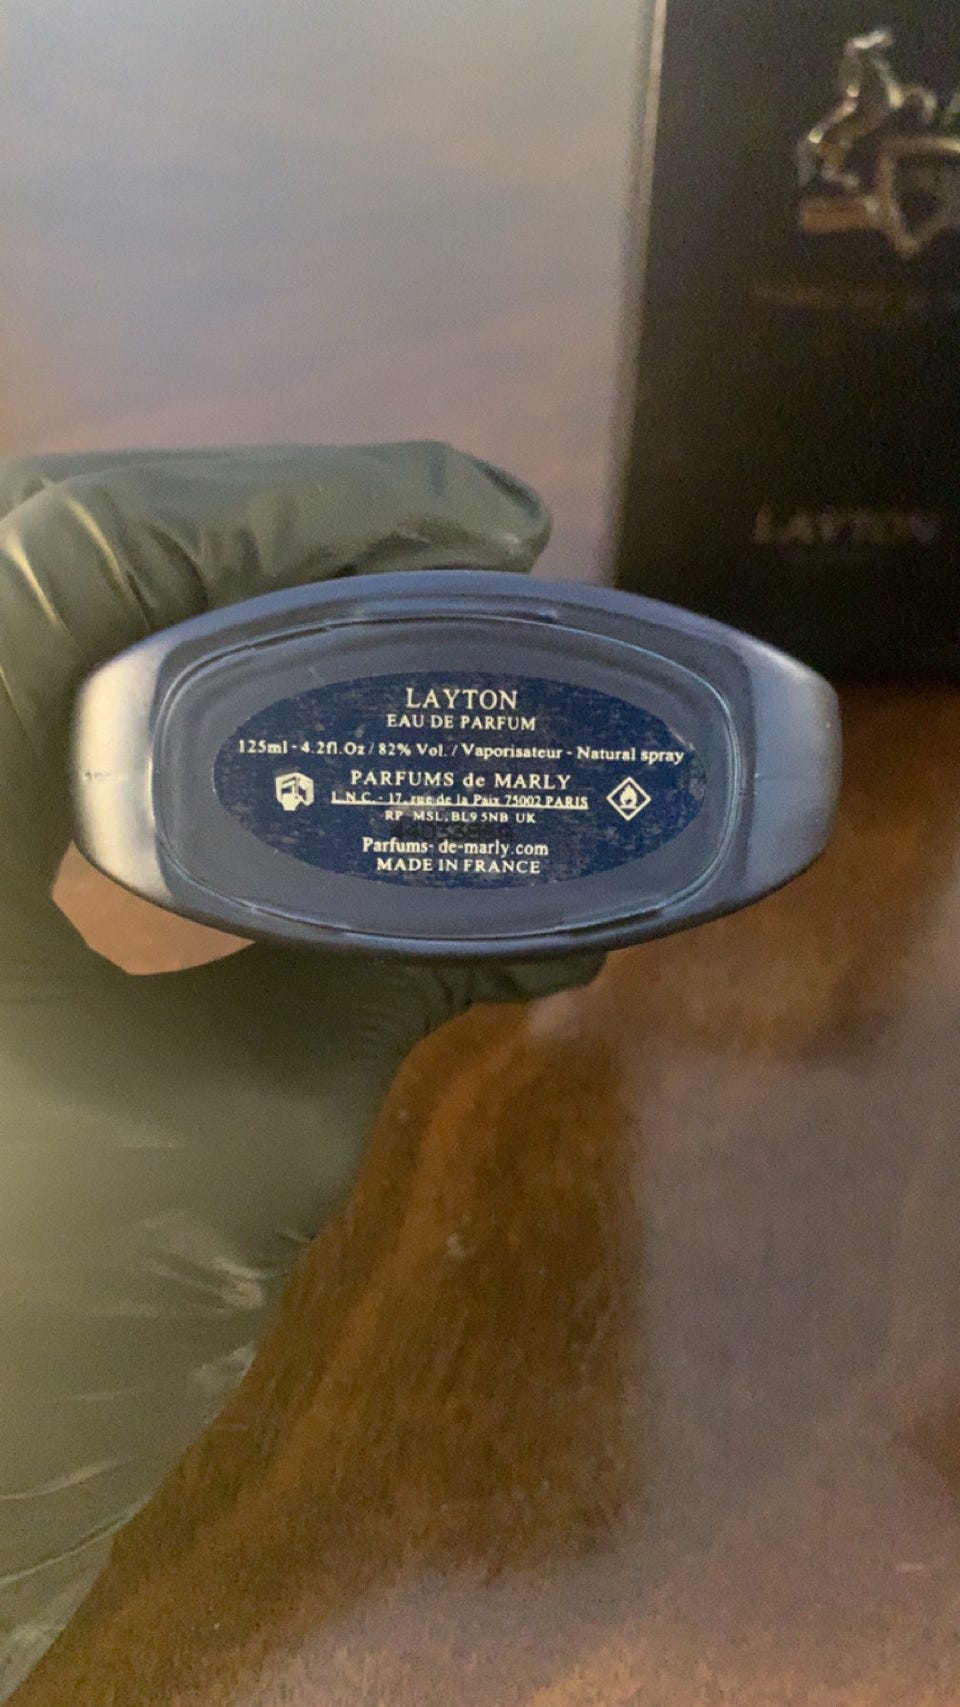 LAYTON
LAYTON
EAU DE PARFUM
125ml - 4.2fl.Oz / 82% Vol. / Vaporisateur - Natural spray
PARFUMS de MARLY
L.N.C. - 17, rue de la Paix 75002 PARIS
RP MSL, BL9 5NB UK
Parfums- de-marly.com
MADE IN FRANCE